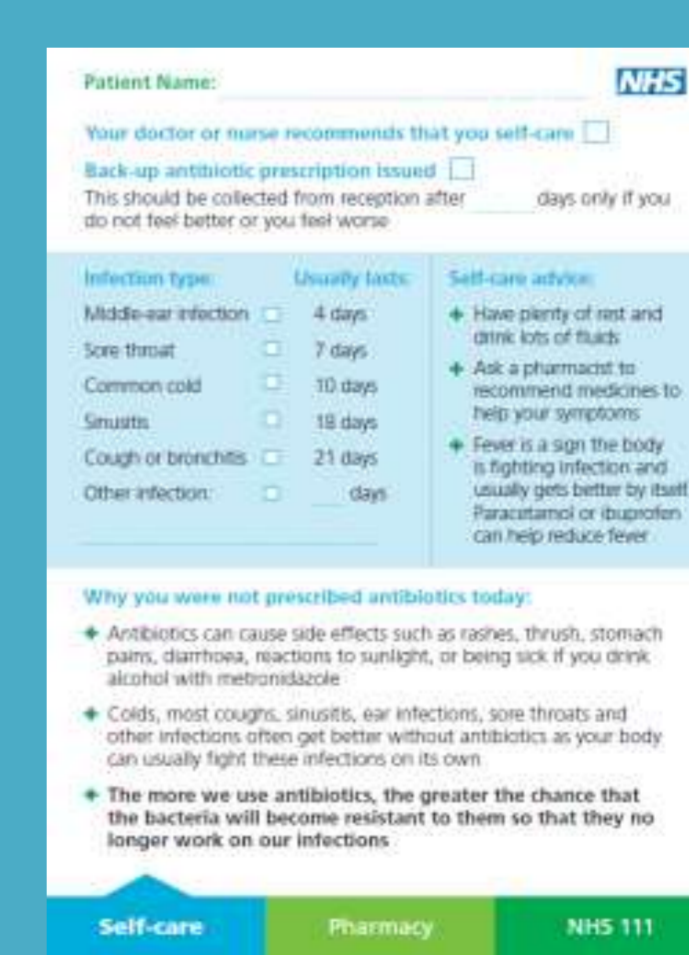 Patient Name:
NHS
Your doctor or nurse recommends that you self-care
Back-up antibiotic prescription issued
This should be collected from reception after days only if you
do not feel better or you feel worse
Infection type: Usually lasts:
Middle-ear infection 4 days
Sore throat 7 days
Common cold 10 days
Sinusitis 18 days
Cough or bronchitis 21 days
Other infection: days
Self-care advice:
Have plenty of rest and
drink lots of fluids
Ask a pharmacist to
recommend medicines to
help your symptoms
Fever is a sign the body
is fighting infection and
usually gets better by itself
Paracetamol or ibuprofen
can help reduce fever
Why you were not prescribed antibiotics today:
Antibiotics can cause side effects such as rashes, thrush, stomach
pains, diarrhoea, reactions to sunlight, or being sick if you drink
alcohol with metronidazole
Colds, most coughs, sinusitis, ear infections, sore throats and
other infections often get better without antibiotics as your body
can usually fight these infections on its own
The more we use antibiotics, the greater the chance that
the bacteria will become resistant to them so that they no
longer work on our infections
Self-care Pharmacy NHS 111